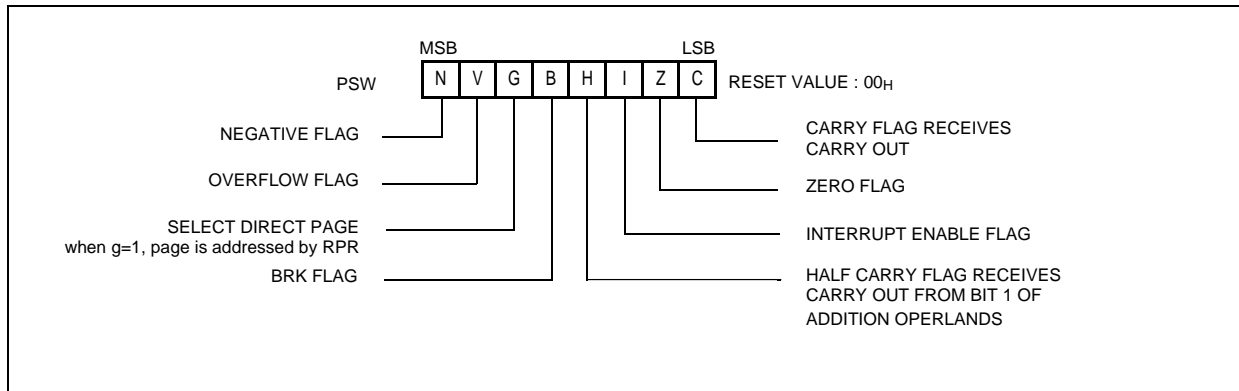 MSB LSB
PSW N V G B H I Z C RESET VALUE : 00H
NEGATIVE FLAG
OVERFLOW FLAG
SELECT DIRECT PAGE
when g=1, page is addressed by RPR
BRK FLAG
CARRY FLAG RECEIVES
CARRY OUT
ZERO FLAG
INTERRUPT ENABLE FLAG
HALF CARRY FLAG RECEIVES
CARRY OUT FROM BIT 1 OF
ADDITION OPERLANDS